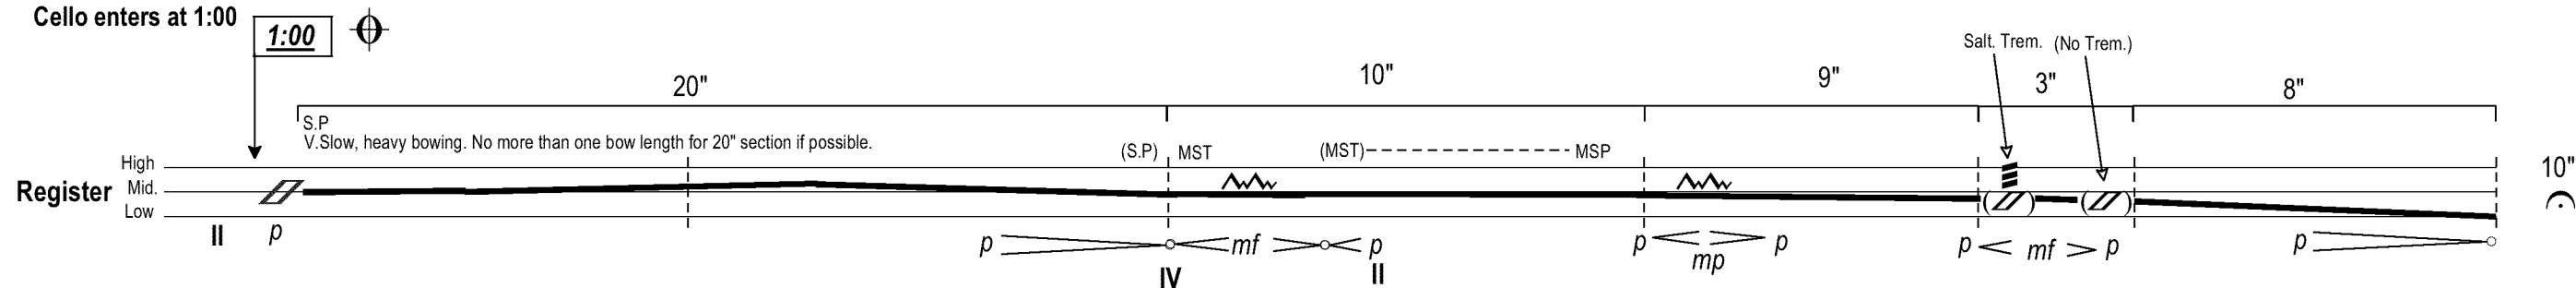 Cello enters at 1:00
1:00
Salt. Trem. (No Trem.)
20" 10" 9" 3" 8"
S.P
V.Slow, heavy bowing. No more than one bow length for 20" section if possible.
(S.P) MST (MST) MSP
High
Register Mid.
Low
10"
II p p mf p p mp p p mf p p
IV II